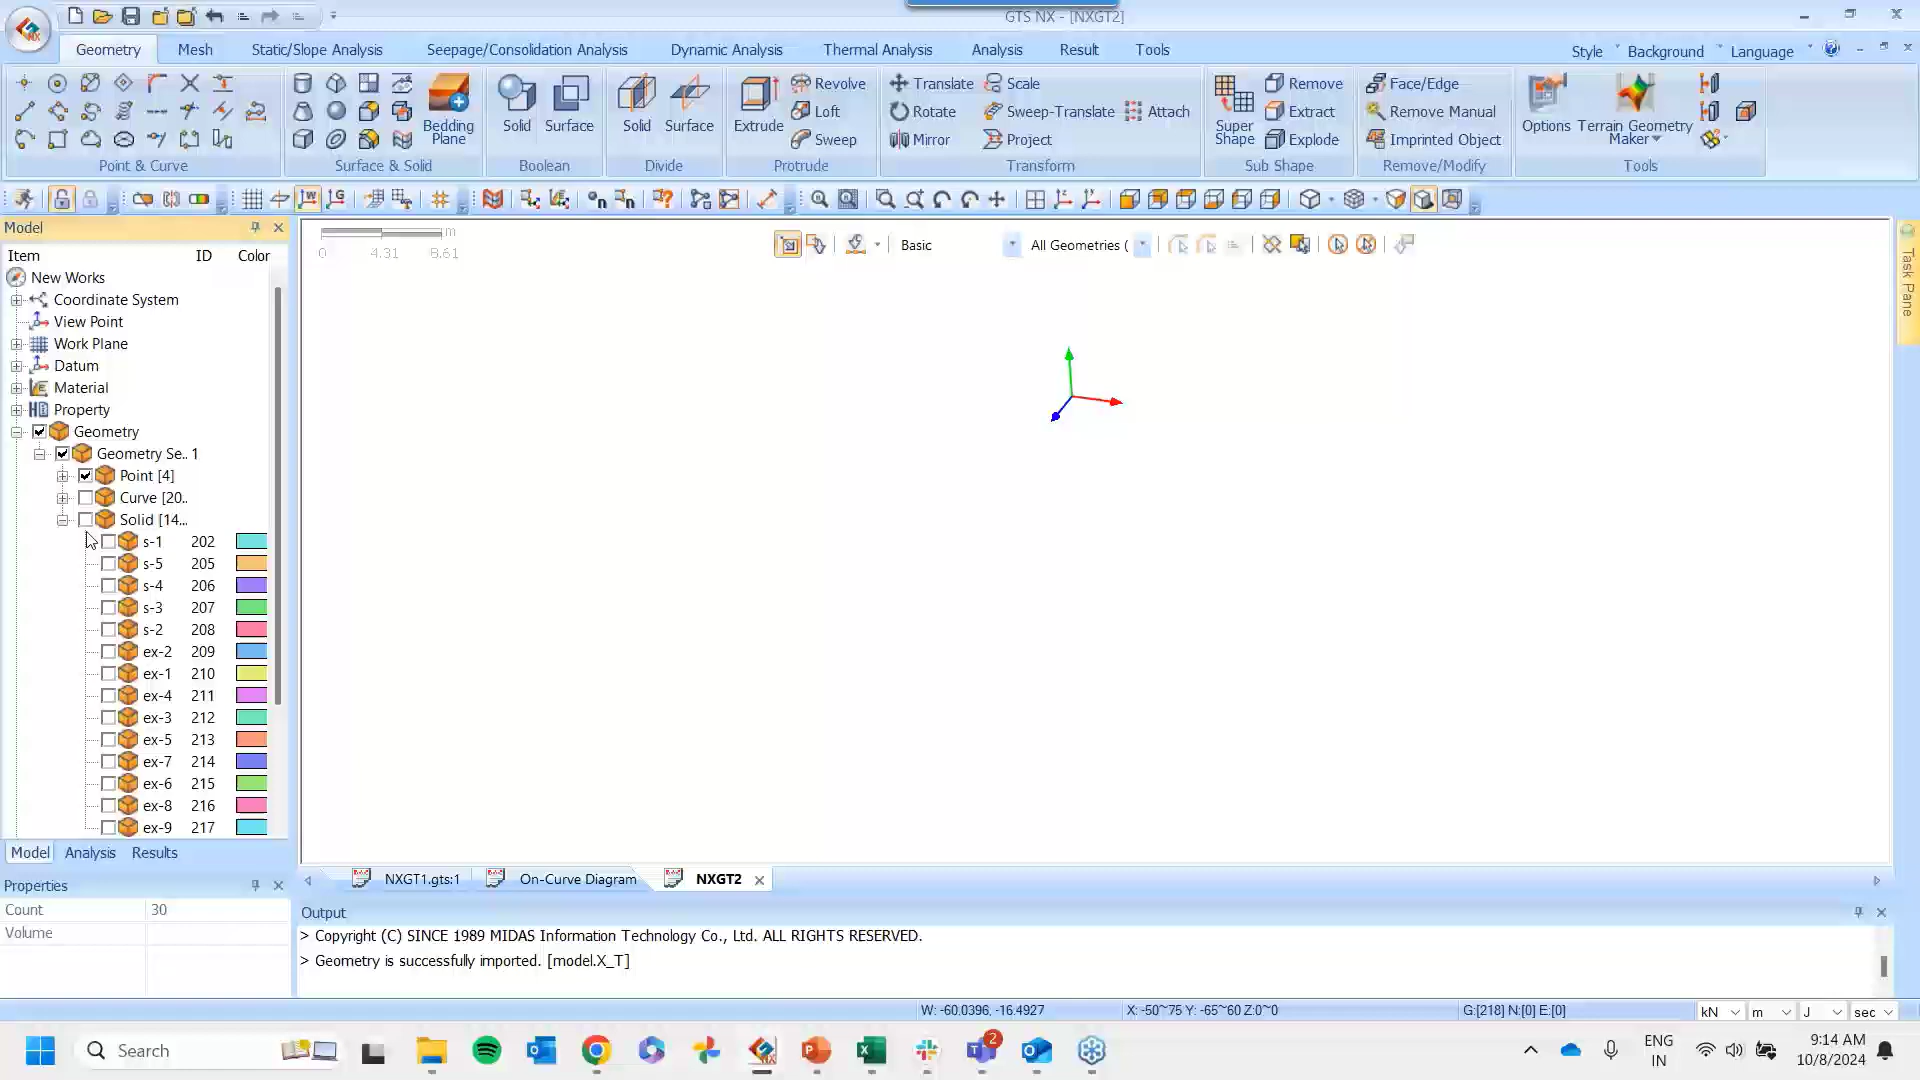 GTS NX - [NXGT2]
Geometry Mesh Static/Slope Analysis Seepage/Consolidation Analysis Dynamic Analysis Thermal Analysis Analysis Result Tools
Style Background Language
Bedding Plane
Solid Surface
Solid Surface
Extrude
Revolve
Loft
Sweep
Translate
Rotate
Mirror
Scale
Sweep-Translate
Project
Attach
Super Shape
Remove
Extract
Explode
Face/Edge
Remove Manual
Imprinted Object
Options
Terrain Geometry Maker
Point & Curve Surface & Solid Boolean Divide Protrude Transform Sub Shape Remove/Modify Tools
Model
Item ID Color
New Works
Coordinate System
View Point
Work Plane
Datum
Material
Property
Geometry
Geometry Se.. 1
Point [4]
Curve [20..
Solid [14...
s-1 202
s-5 205
s-4 206
s-3 207
s-2 208
ex-2 209
ex-1 210
ex-4 211
ex-3 212
ex-5 213
ex-7 214
ex-6 215
ex-8 216
ex-9 217
Model Analysis Results
Properties
Count 30
Volume
m
0 4.31 8.61
Basic All Geometries (
Task Pane
NXGT1.gts:1 On-Curve Diagram NXGT2
Output
> Copyright (C) SINCE 1989 MIDAS Information Technology Co., Ltd. ALL RIGHTS RESERVED.
> Geometry is successfully imported. [model.X_T]
W: -60.0396, -16.4927 X: -50~75 Y: -65~60 Z:0~0 G:[218] N:[0] E:[0] kN m J sec
Search
2
ENG
IN
9:14 AM
10/8/2024